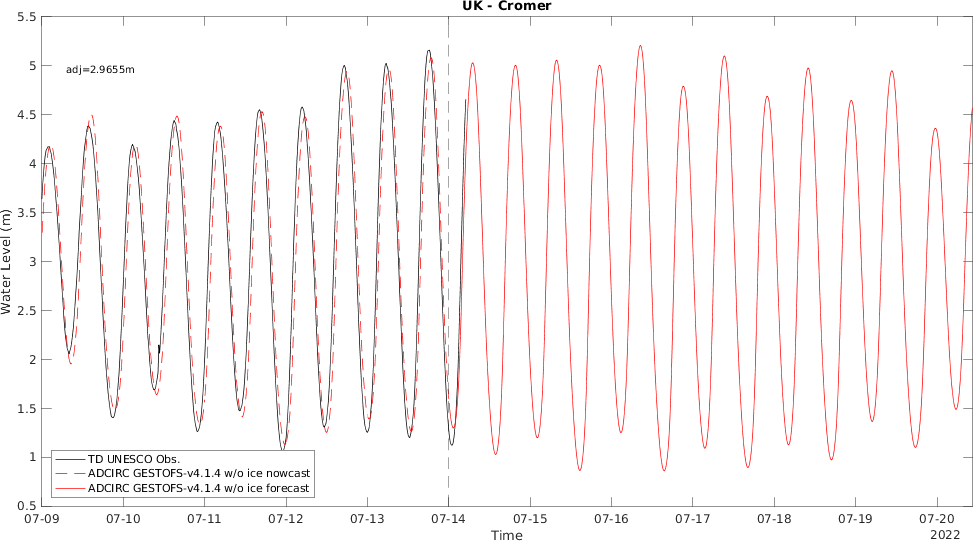 UK - Cromer
5.5
5
4.5
4
3.5
3
2.5
2
1.5
1
0.5
Water Level (m)
adj=2.9655m
TD UNESCO Obs.
ADCIRC GESTOFS-v4.1.4 w/o ice nowcast
ADCIRC GESTOFS-v4.1.4 w/o ice forecast
07-09 07-10 07-11 07-12 07-13 07-14 07-15 07-16 07-17 07-18 07-19 07-20
Time
2022